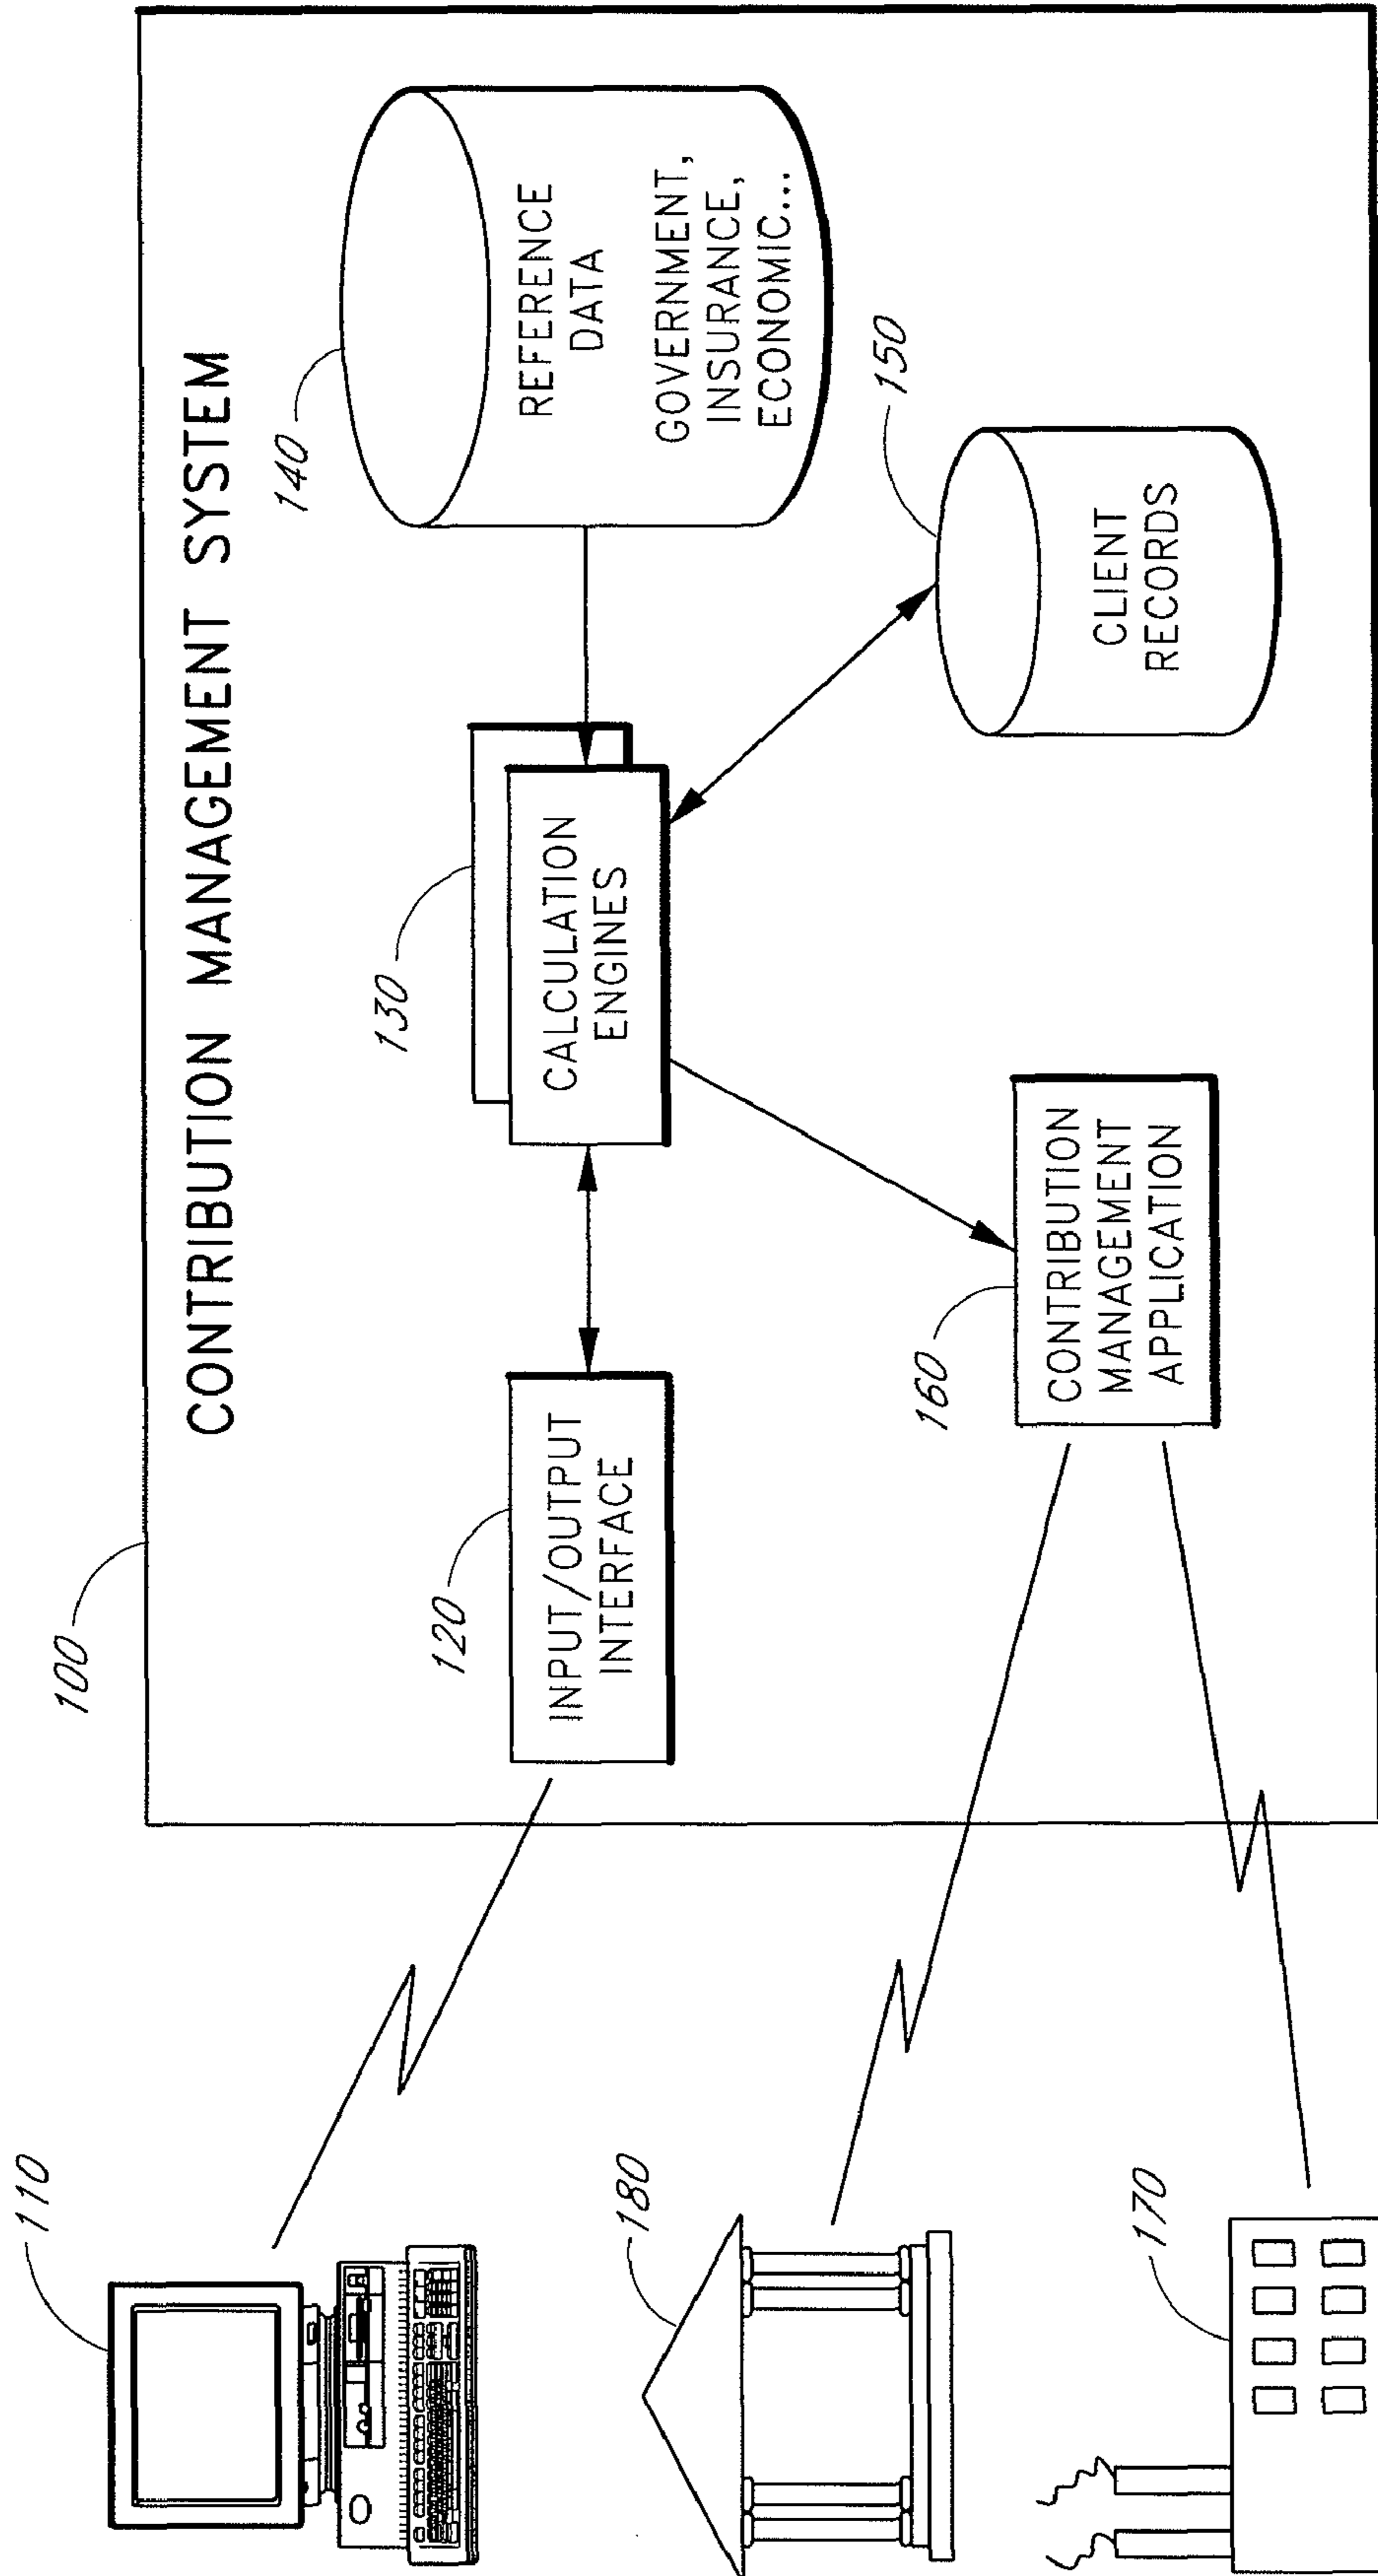 CONTRIBUTION MANAGEMENT SYSTEM
100
110
120
INPUT/OUTPUT
INTERFACE
130
CALCULATION
ENGINES
140
REFERENCE
DATA
GOVERNMENT,
INSURANCE,
ECONOMIC...
150
CLIENT
RECORDS
160
CONTRIBUTION
MANAGEMENT
APPLICATION
180
170